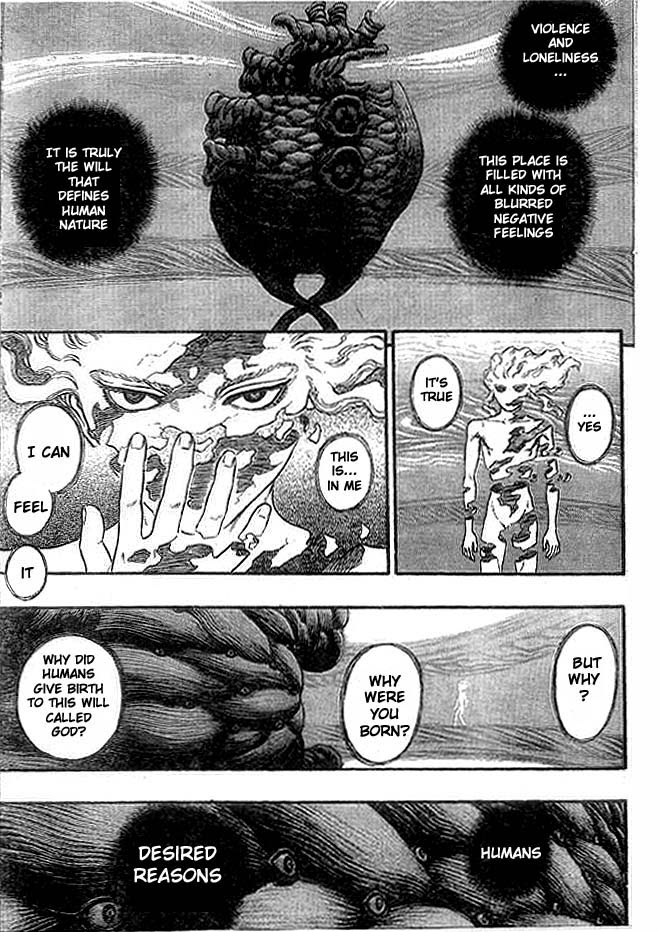 VIOLENCE
AND
LONELINESS
...
THIS PLACE IS
FILLED WITH
ALL KINDS OF
BLURRED
NEGATIVE
FEELINGS
IT IS TRULY
THE WILL
THAT
DEFINES
HUMAN
NATURE
...
YES
IT'S
TRUE
THIS
IS...
IN ME
I CAN
FEEL
IT
BUT
WHY
?
WHY
WERE
YOU
BORN?
WHY DID
HUMANS
GIVE BIRTH
TO THIS WILL
CALLED
GOD?
HUMANS
DESIRED
REASONS